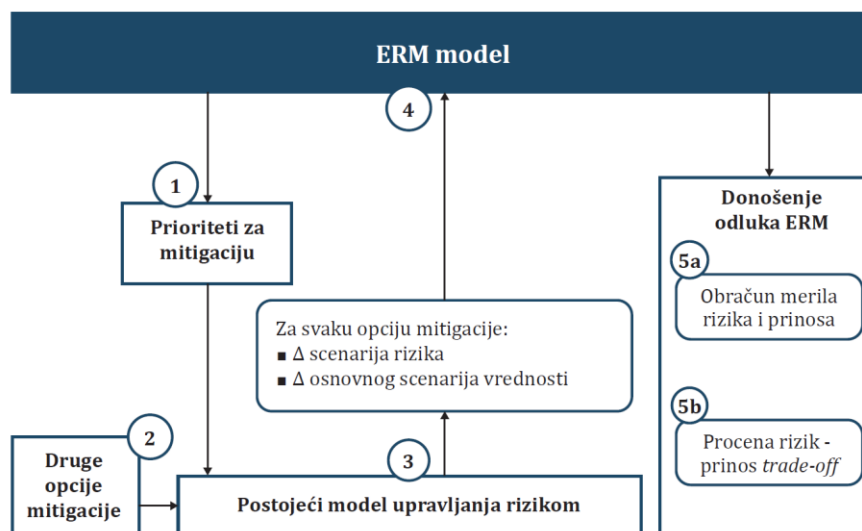 ERM model
4
1
Prioriteti za
mitigaciju
Donošenje
odluka ERM
5a
Obračun merila
rizika i prinosa
Za svaku opciju mitigacije:
■ Δ scenarija rizika
■ Δ osnovnog scenarija vrednosti
5b
Procena rizik -
prinos trade-off
2
Druge
opcije
mitigacije
3
Postojeći model upravljanja rizikom